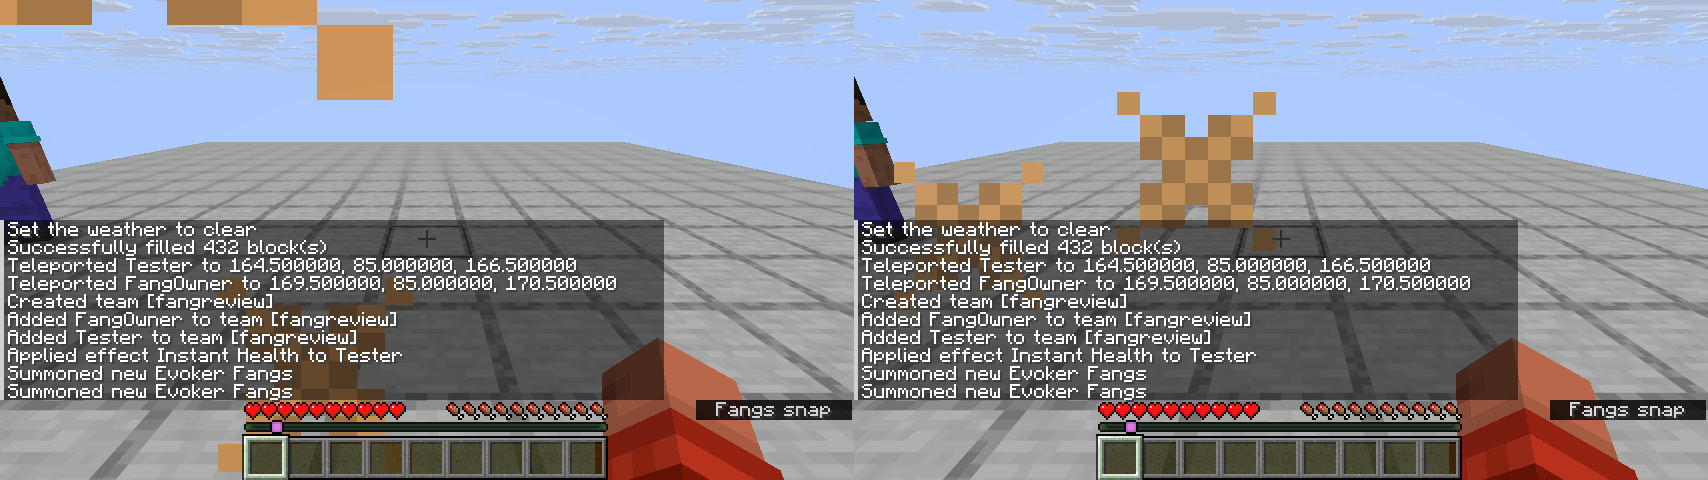 Set the weather to clear
Successfully filled 432 block(s)
Teleported Tester to 164.500000, 85.000000, 166.500000
Teleported FangOwner to 169.500000, 85.000000, 170.500000
Created team [fangreview]
Added FangOwner to team [fangreview]
Added Tester to team [fangreview]
Applied effect Instant Health to Tester
Summoned new Evoker Fangs
Summoned new Evoker Fangs
Fangs snap
Set the weather to clear
Successfully filled 432 block(s)
Teleported Tester to 164.500000, 85.000000, 166.500000
Teleported FangOwner to 169.500000, 85.000000, 170.500000
Created team [fangreview]
Added FangOwner to team [fangreview]
Added Tester to team [fangreview]
Applied effect Instant Health to Tester
Summoned new Evoker Fangs
Summoned new Evoker Fangs
Fangs snap